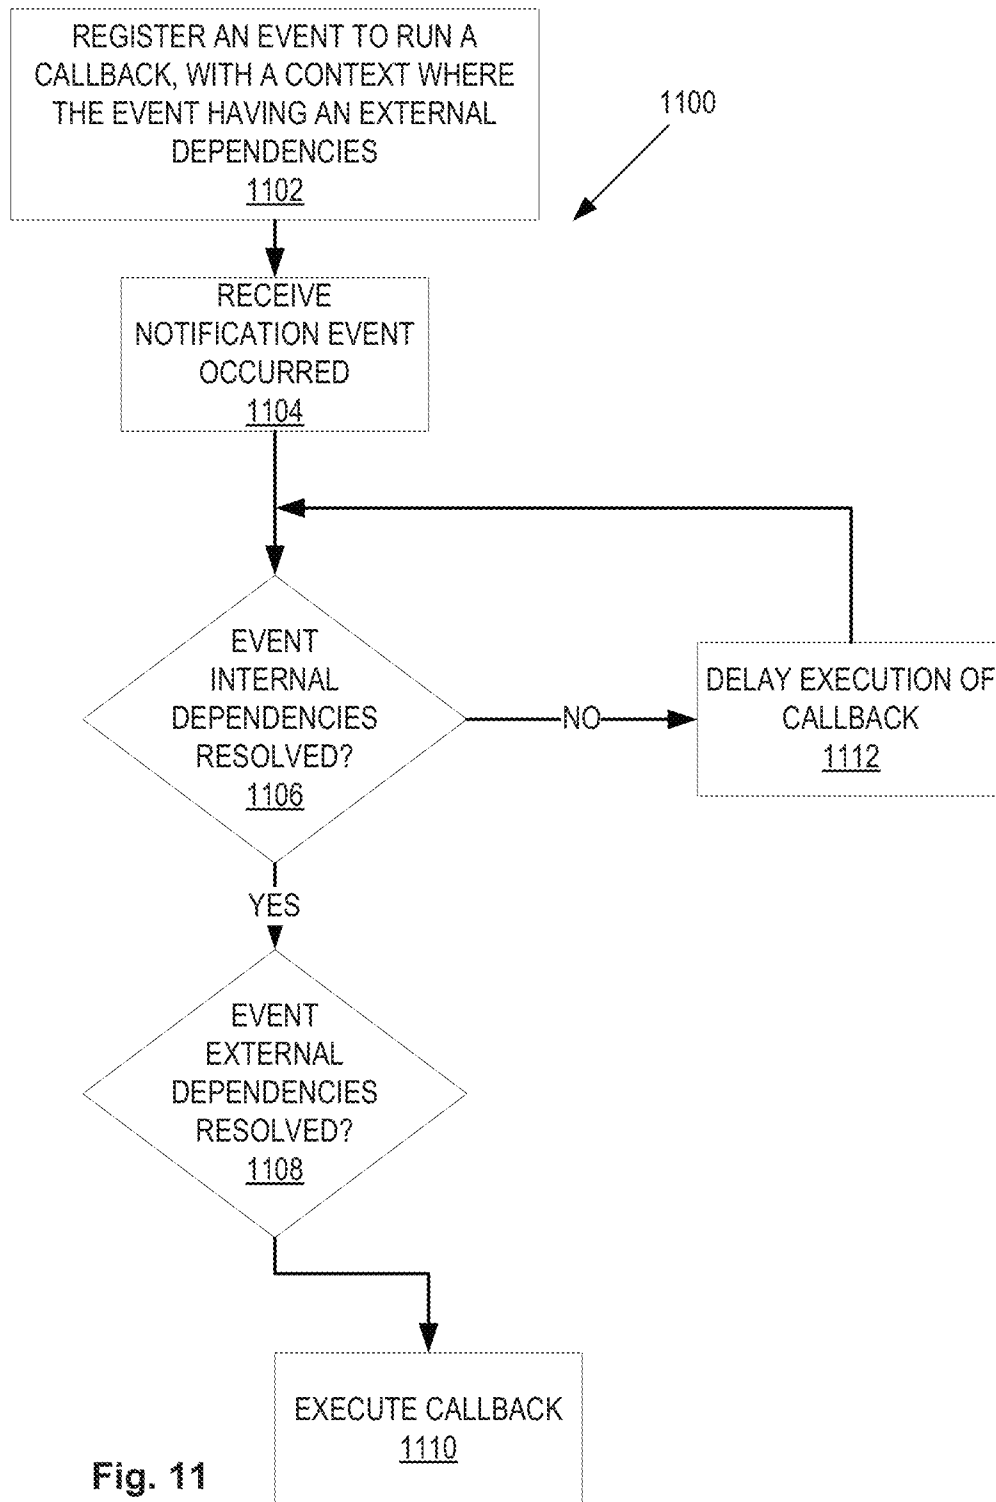 REGISTER AN EVENT TO RUN A
CALLBACK, WITH A CONTEXT WHERE
THE EVENT HAVING AN EXTERNAL
DEPENDENCIES
1102
1100
RECEIVE
NOTIFICATION EVENT
OCCURRED
1104
EVENT
INTERNAL
DEPENDENCIES
RESOLVED?
1106
NO
DELAY EXECUTION OF
CALLBACK
1112
YES
EVENT
EXTERNAL
DEPENDENCIES
RESOLVED?
1108
EXECUTE CALLBACK
1110
Fig. 11